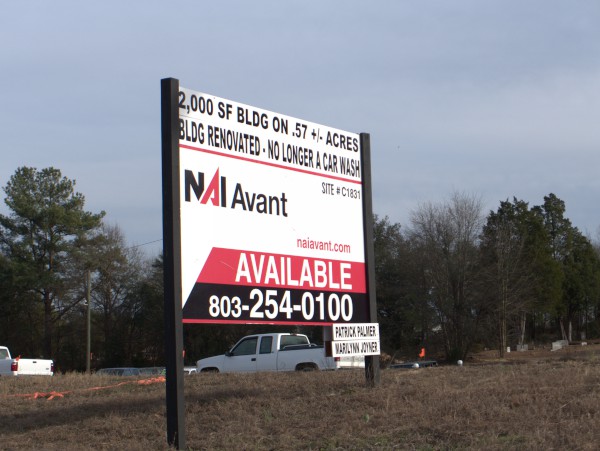 2,000 SF BLDG ON .57 +/- ACRES
BLDG RENOVATED - NO LONGER A CAR WASH
SITE # C1831
NAI Avant
naiavant.com
AVAILABLE
803-254-0100
PATRICK PALMER
MARILYNN JOYNER